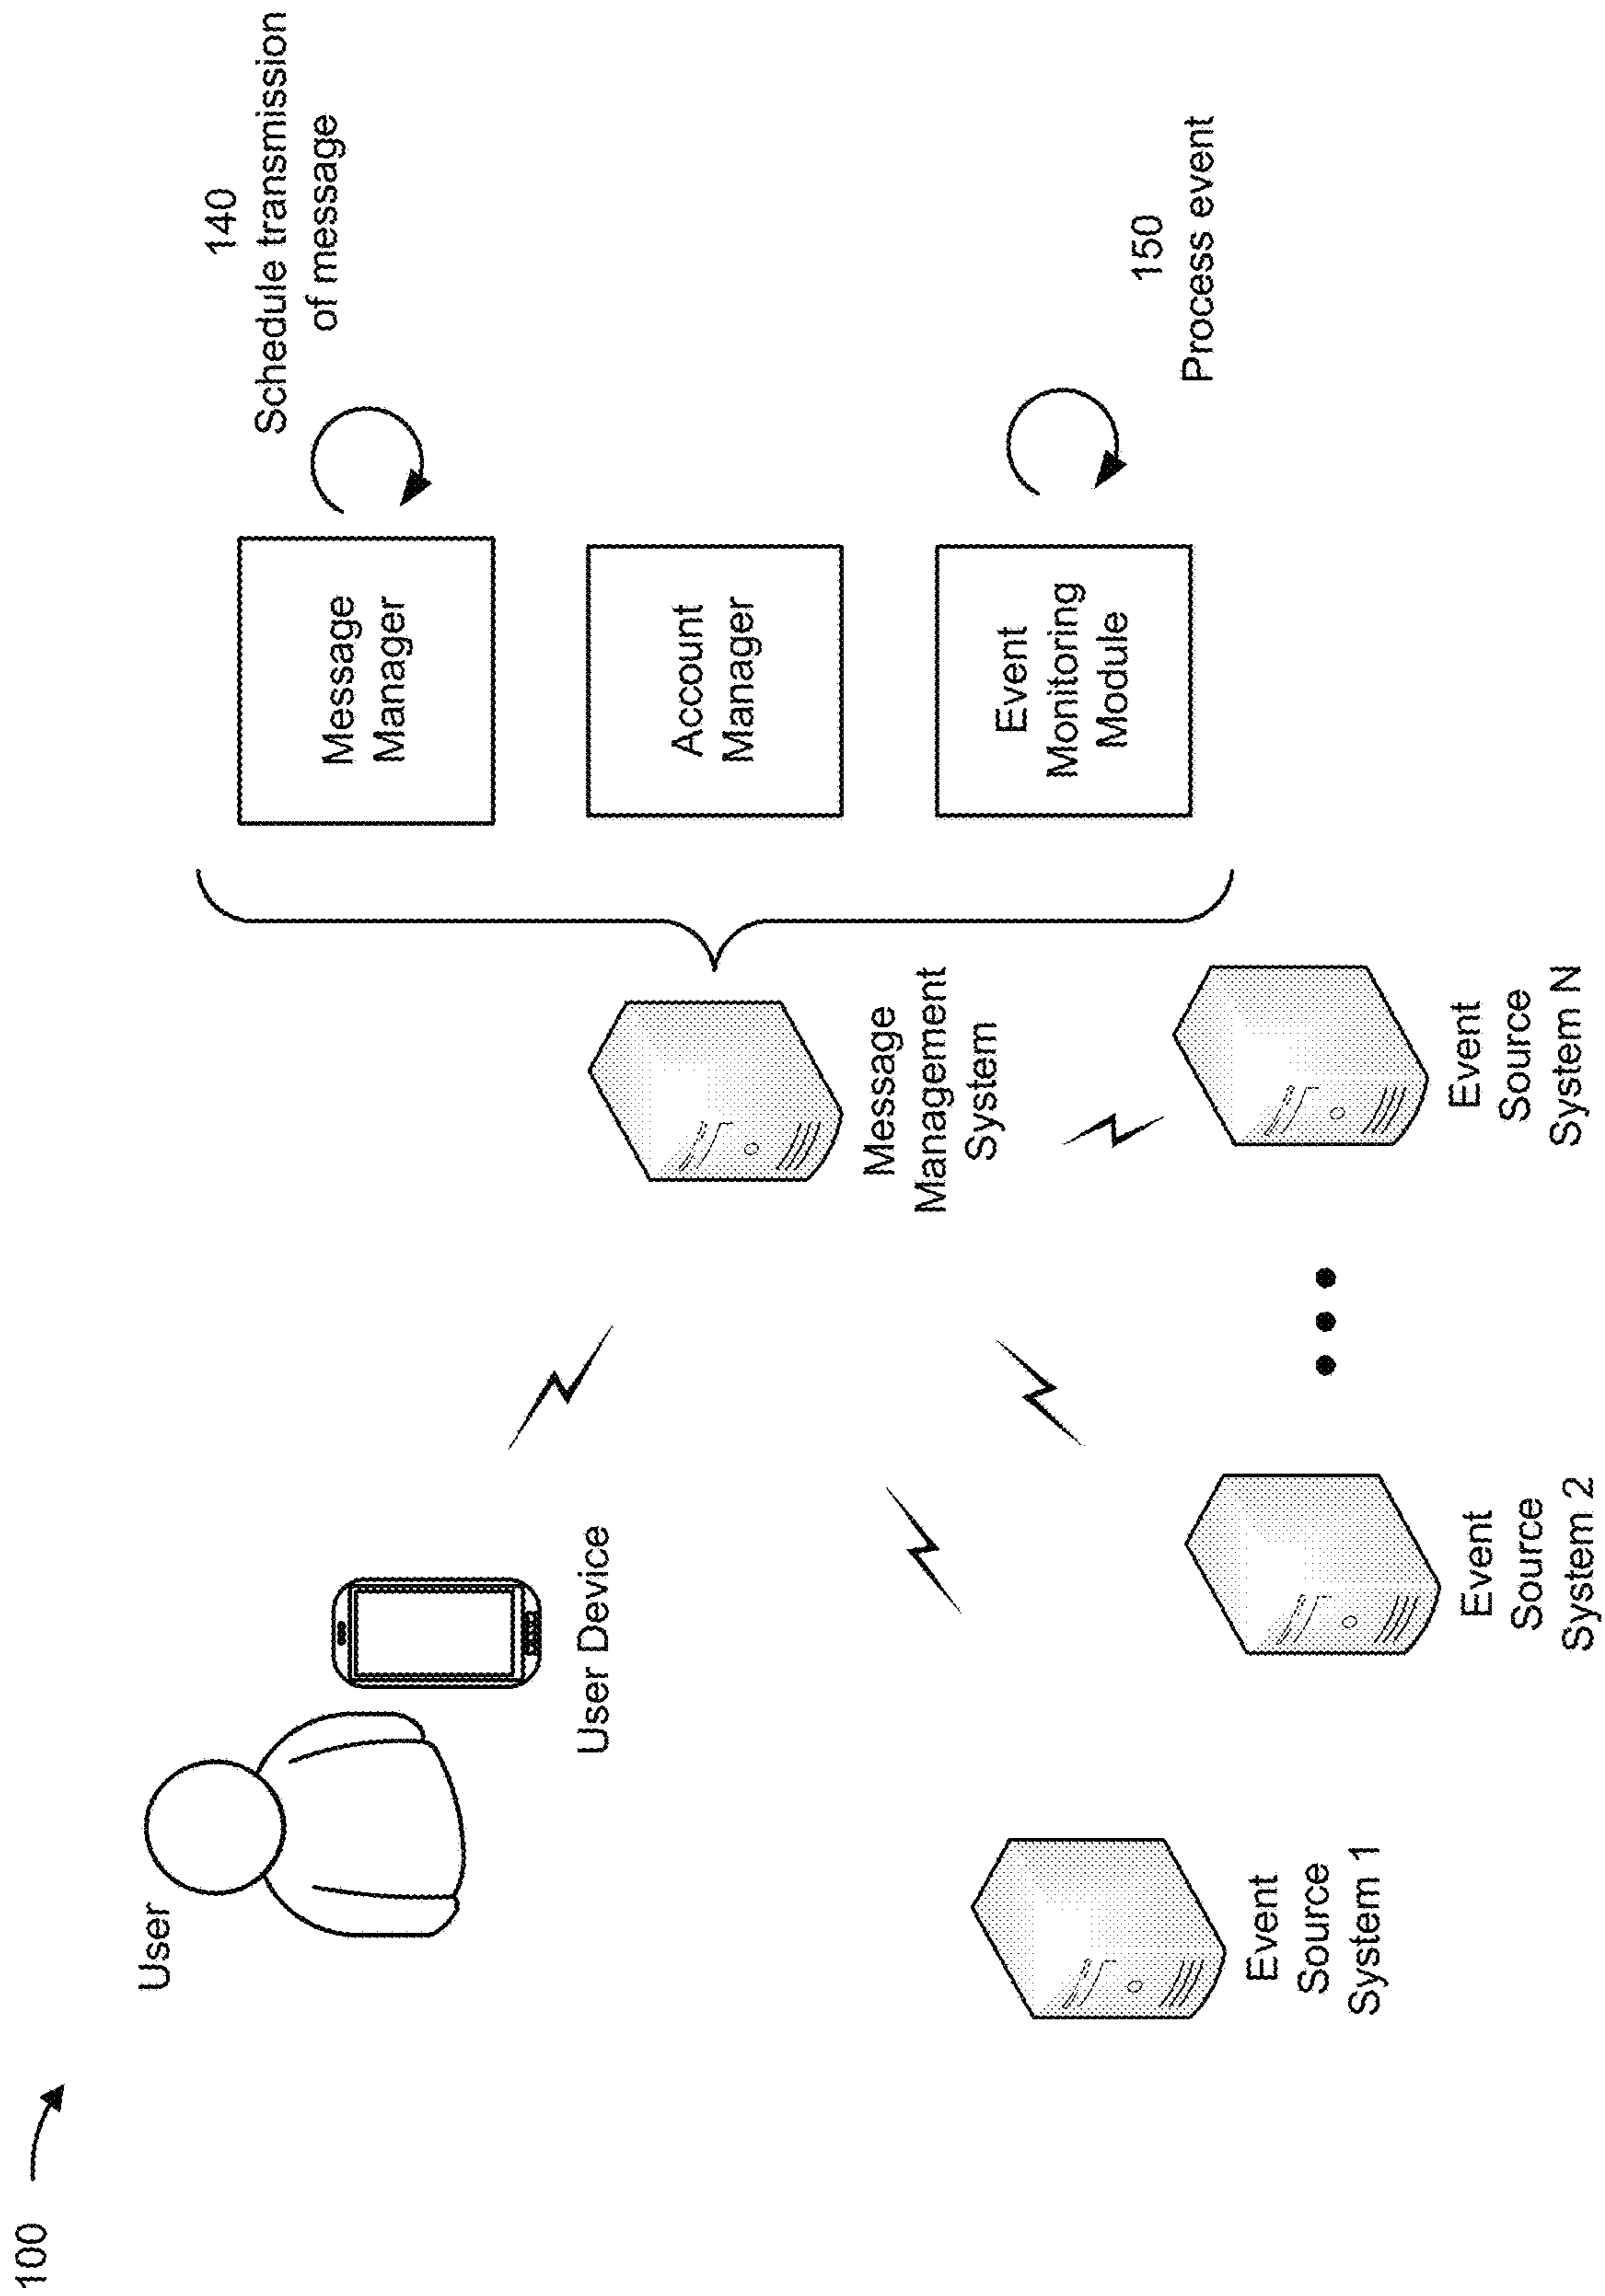 100
User
User Device
Message
Management
System
Message
Manager
140
Schedule transmission
of message
Account
Manager
Event
Monitoring
Module
150
Process event
Event
Source
System 1
Event
Source
System 2
Event
Source
System N